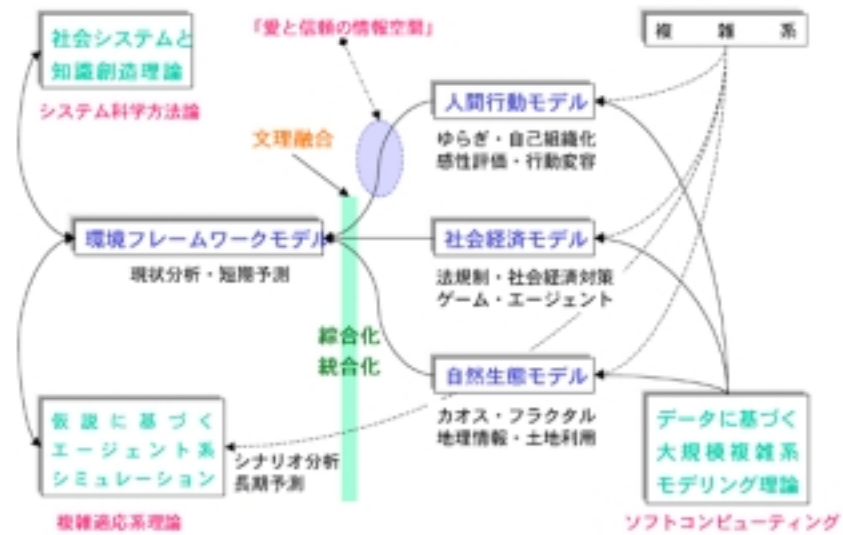 社会システムと
知識創造理論
システム科学方法論
「愛と信頼の情報空間」
複 雑 系
文理融合
人間行動モデル
ゆらぎ・自己組織化
感性評価・行動変容
環境フレームワークモデル
現状分析・短期予測
社会経済モデル
法規制・社会経済対策
ゲーム・エージェント
綜合化
統合化
自然生態モデル
カオス・フラクタル
地理情報・土地利用
仮説に基づく
エージェント系
シミュレーション
シナリオ分析
長期予測
複雑適応系理論
データに基づく
大規模複雑系
モデリング理論
ソフトコンピューティング